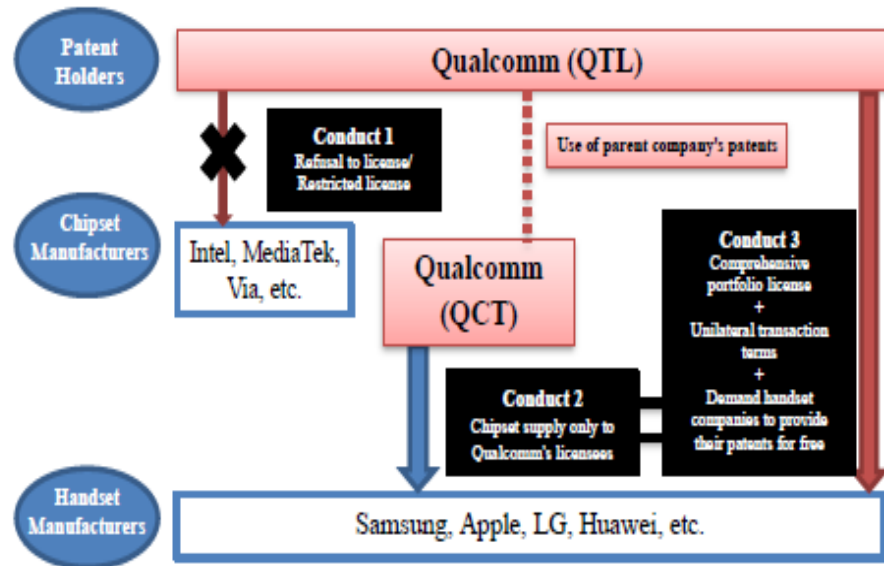 Patent
Holders
Qualcomm (QTL)
Conduct 1
Refusal to license/
Restricted license
Use of parent company's patents
Chipset
Manufacturers
Intel, MediaTek,
Via, etc.
Qualcomm
(QCT)
Conduct 3
Comprehensive
portfolio license
+
Unilateral transaction
terms
+
Demand handset
companies to provide
their patents for free
Conduct 2
Chipset supply only to
Qualcomm's licensees
Handset
Manufacturers
Samsung, Apple, LG, Huawei, etc.